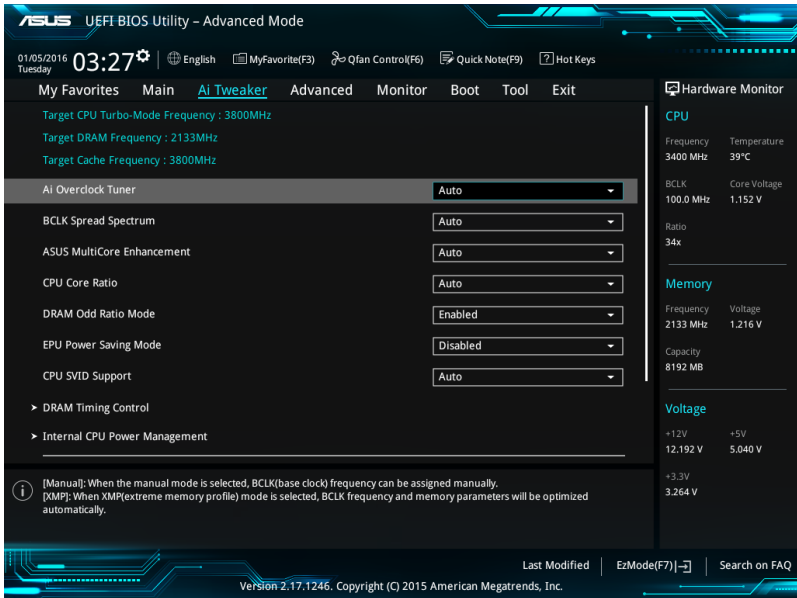 ASUS UEFI BIOS Utility – Advanced Mode
01/05/2016 03:27 English MyFavorite(F3) Qfan Control(F6) Quick Note(F9) ? Hot Keys
Tuesday
My Favorites Main Ai Tweaker Advanced Monitor Boot Tool Exit
Target CPU Turbo-Mode Frequency : 3800MHz
Target DRAM Frequency : 2133MHz
Target Cache Frequency : 3800MHz
Ai Overclock Tuner Auto
BCLK Spread Spectrum Auto
ASUS MultiCore Enhancement Auto
CPU Core Ratio Auto
DRAM Odd Ratio Mode Enabled
EPU Power Saving Mode Disabled
CPU SVID Support Auto
DRAM Timing Control
Internal CPU Power Management
[Manual]: When the manual mode is selected, BCLK(base clock) frequency can be assigned manually.
[XMP]: When XMP(extreme memory profile) mode is selected, BCLK frequency and memory parameters will be optimized
automatically.
Hardware Monitor
CPU
Frequency Temperature
3400 MHz 39°C
BCLK Core Voltage
100.0 MHz 1.152 V
Ratio
34x
Memory
Frequency Voltage
2133 MHz 1.216 V
Capacity
8192 MB
Voltage
+12V +5V
12.192 V 5.040 V
+3.3V
3.264 V
Last Modified EzMode(F7) Search on FAQ
Version 2.17.1246. Copyright (C) 2015 American Megatrends, Inc.